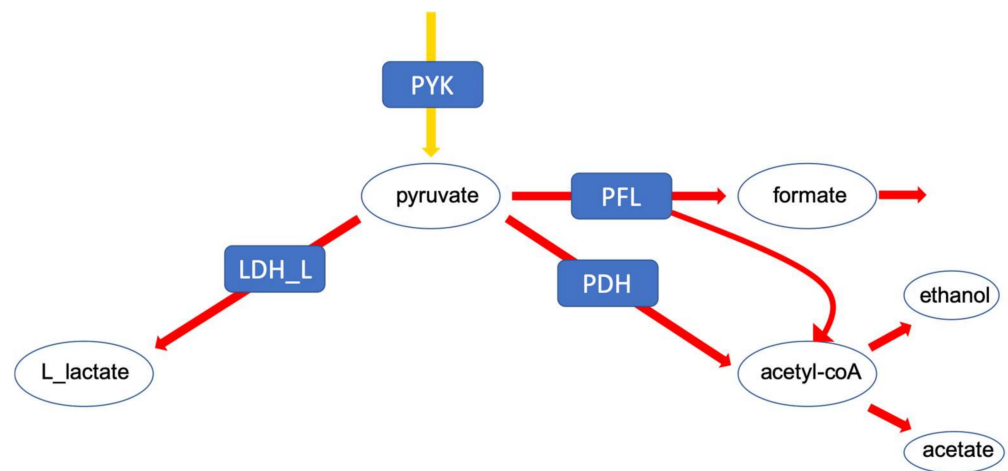 PYK
pyruvate
PFL
formate
LDH_L
PDH
ethanol
L_lactate
acetyl-coA
acetate